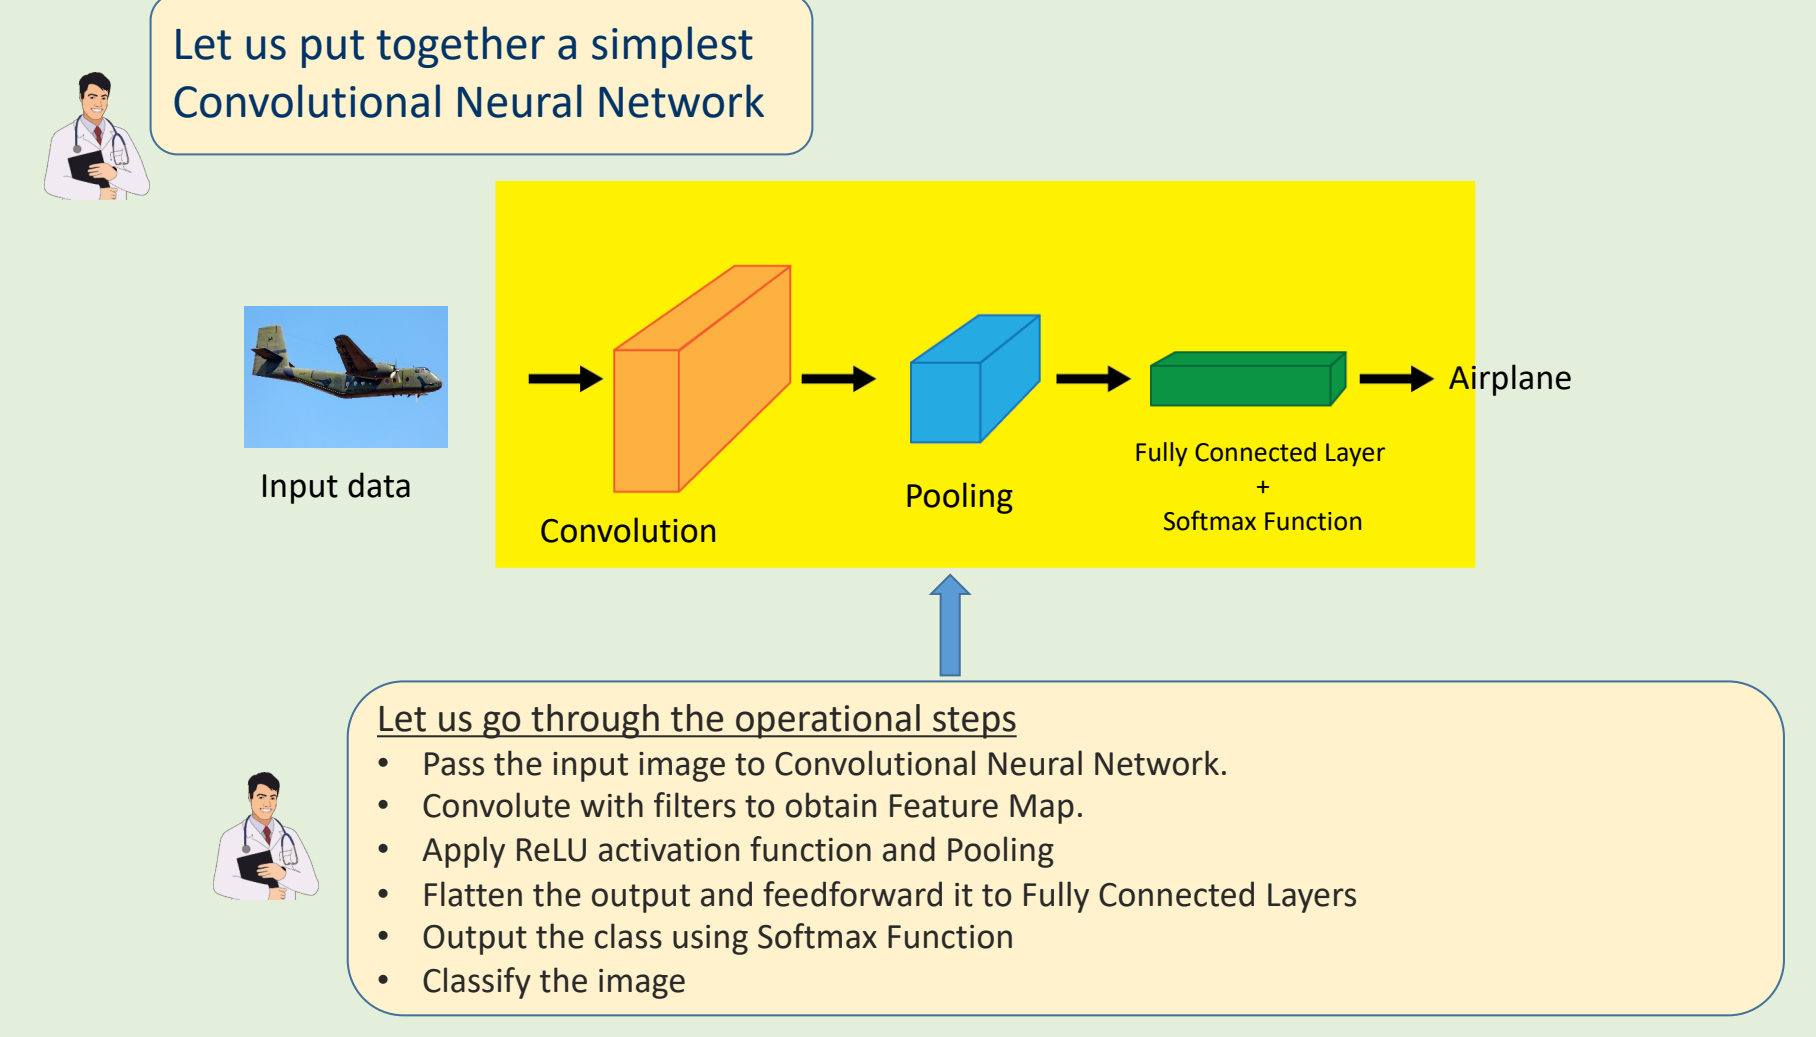 Let us put together a simplest
Convolutional Neural Network
Input data
Convolution
Pooling
Fully Connected Layer
+
Softmax Function
Airplane
Let us go through the operational steps
• Pass the input image to Convolutional Neural Network.
• Convolute with filters to obtain Feature Map.
• Apply ReLU activation function and Pooling
• Flatten the output and feedforward it to Fully Connected Layers
• Output the class using Softmax Function
• Classify the image